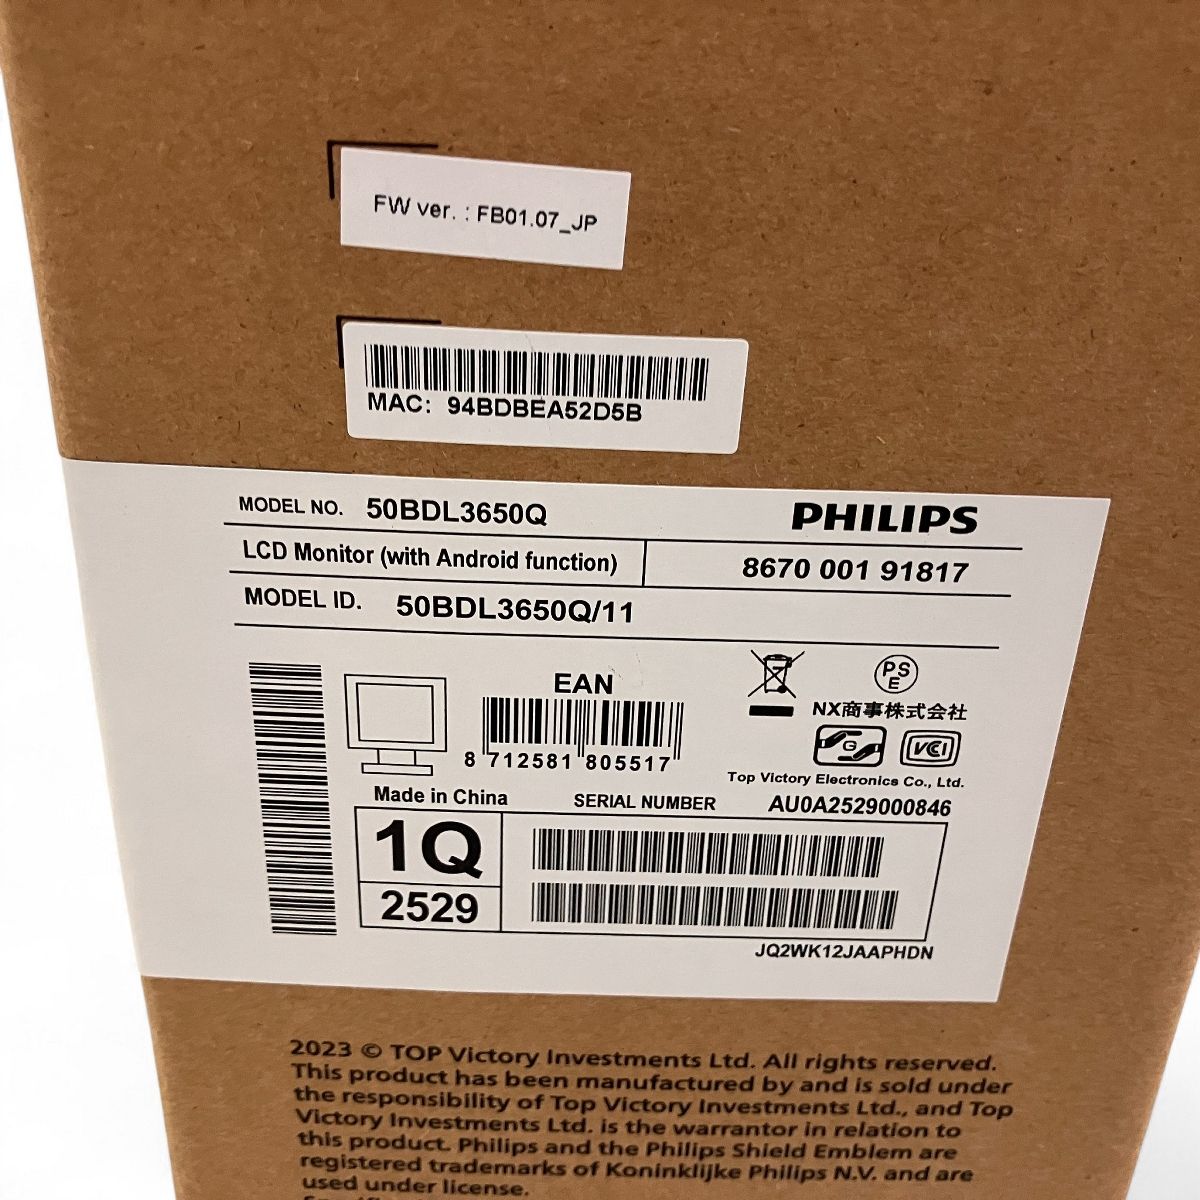 FW ver. : FB01.07_JP
MAC: 94BDBEA52D5B
MODEL NO. 50BDL3650Q
PHILIPS
LCD Monitor (with Android function)
8670 001 91817
MODEL ID. 50BDL3650Q/11
EAN
8 712581 805517
PS
E
NX商事株式会社
G
VCCI
Top Victory Electronics Co., Ltd.
Made in China
SERIAL NUMBER AU0A2529000846
1Q
2529
JQ2WK12JAAPHDN
2023 © TOP Victory Investments Ltd. All rights reserved.
This product has been manufactured by and is sold under
the responsibility of Top Victory Investments Ltd., and Top
Victory Investments Ltd. is the warrantor in relation to
this product. Philips and the Philips Shield Emblem are
registered trademarks of Koninklijke Philips N.V. and are
used under license.